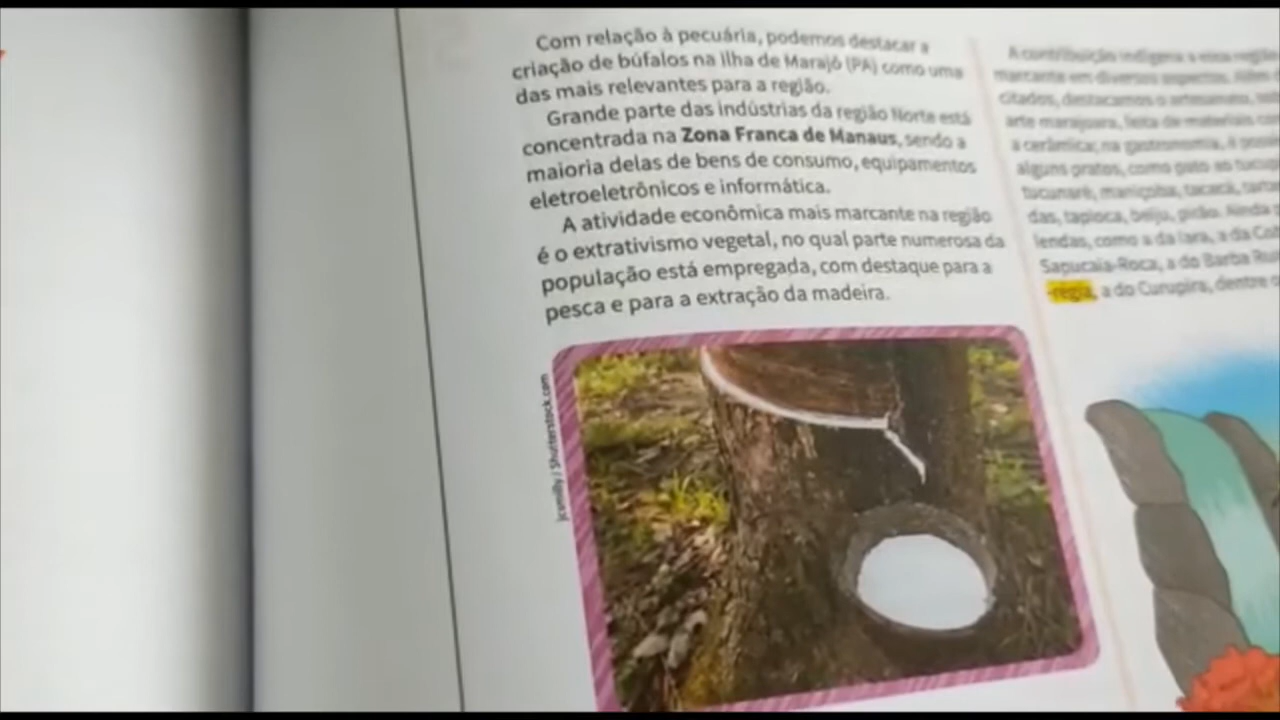 Com relação à pecuária, podemos destacar a
criação de búfalos na Ilha de Marajó (PA) como uma
das mais relevantes para a região.
Grande parte das indústrias da região Norte está
concentrada na Zona Franca de Manaus, sendo a
maioria delas de bens de consumo, equipamentos
eletroeletrônicos e informática.
A atividade econômica mais marcante na região
é o extrativismo vegetal, no qual parte numerosa da
população está empregada, com destaque para a
pesca e para a extração da madeira.
/ Shutterstock.com
A contribuição indígena a essa região
marcante em diversos aspectos. Além
citados, destacamos o artesanato,
arte marajoara, feita de materiais
a cerâmica; na gastronomia, é
alguns pratos, como pato ao
tucunaré, maniçoba, tacacá,
das, tapioca, beiju, pirão. Ainda
lendas, como a da Iara, a da
Sapucaia-Roca, a do Barba
-régia, a do Curupira, dentre